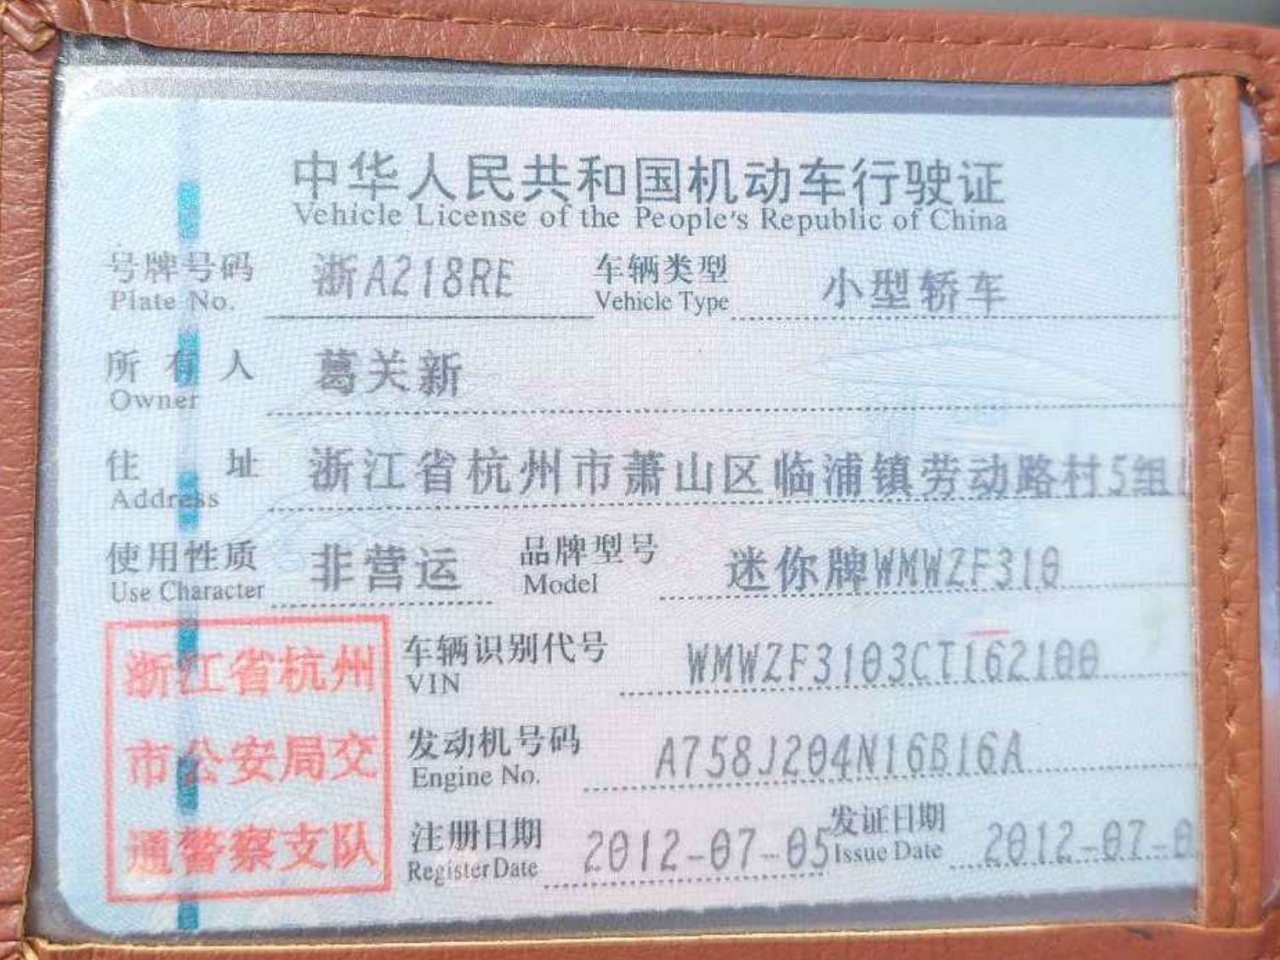 中华人民共和国机动车行驶证
Vehicle License of the People's Republic of China
号牌号码 浙A218RE 车辆类型 小型轿车
Plate No. Vehicle Type
所有人 葛关新
Owner
住址 浙江省杭州市萧山区临浦镇劳动路村5组
Address
使用性质 非营运 品牌型号 迷你牌WMWZF310
Use Character Model
车辆识别代号 WMWZF3103CT162100
VIN
发动机号码 A758J204N16B16A
Engine No.
注册日期 2012-07-05 发证日期 2012-07-0
Register Date Issue Date
浙江省杭州
市公安局交
通警察支队